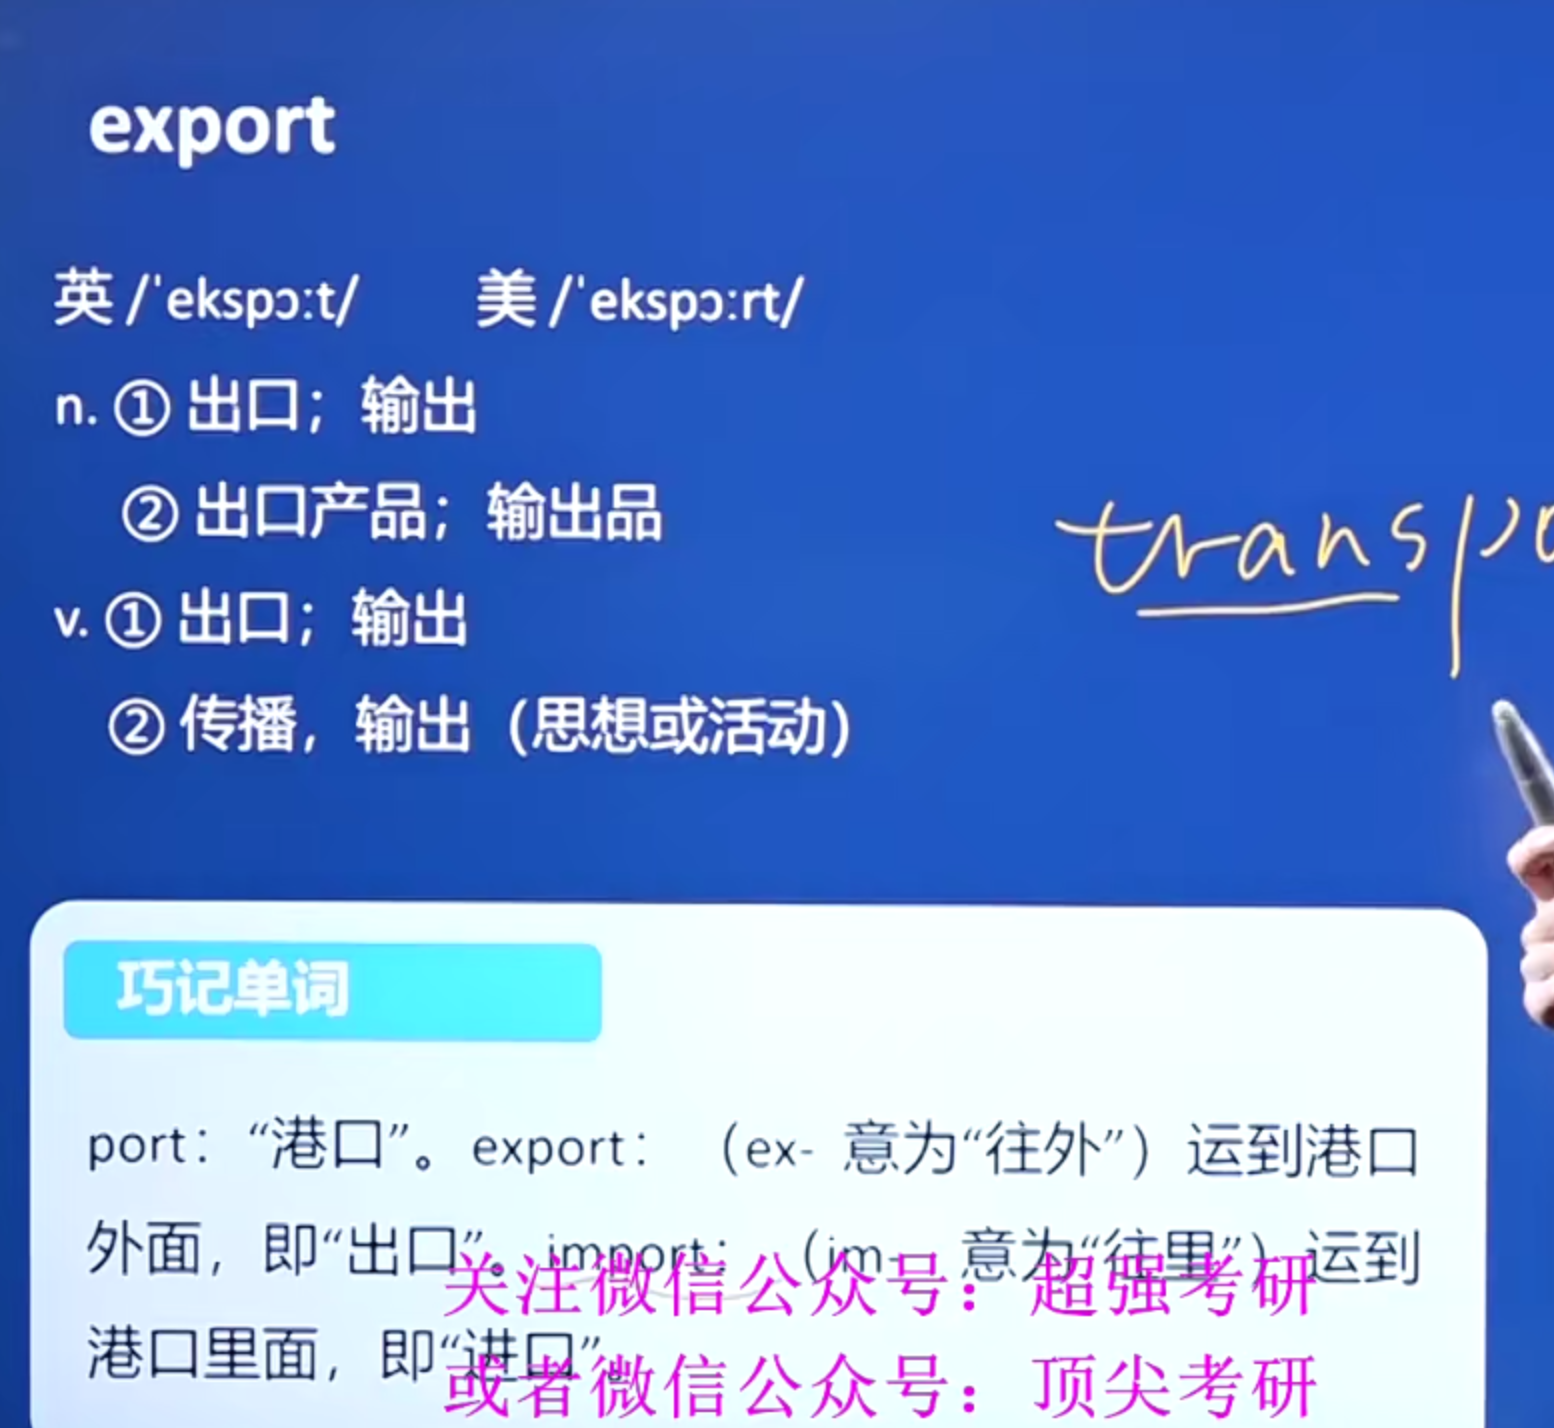 export
英 /ˈekspɔːt/ 美 /ˈekspɔːrt/
n. ① 出口；输出
② 出口产品；输出品
v. ① 出口；输出
② 传播，输出（思想或活动）
transpo
巧记单词
port：“港口”。export：（ex- 意为“往外”）运到港口
外面，即“出口”。import：（im- 意为“往里”）运到
港口里面，即“进口”。
关注微信公众号：超强考研
或者微信公众号：顶尖考研